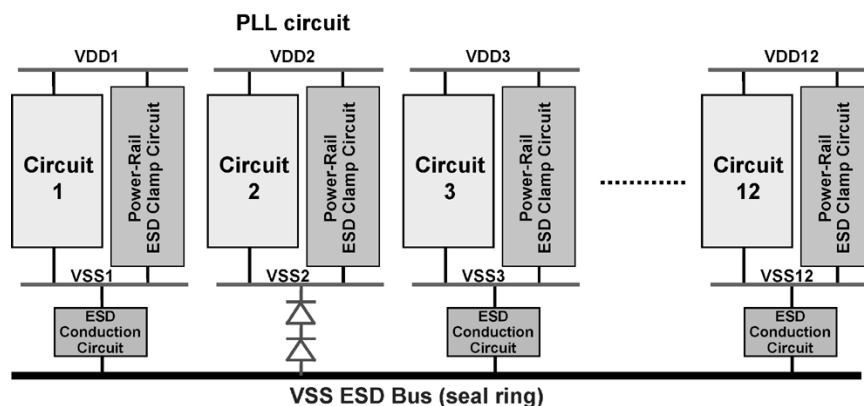 PLL circuit
VDD1
VDD2
VDD3
VDD12
Circuit
1
Power-Rail
ESD Clamp Circuit
Circuit
2
Power-Rail
ESD Clamp Circuit
Circuit
3
Power-Rail
ESD Clamp Circuit
Circuit
12
Power-Rail
ESD Clamp Circuit
VSS1
VSS2
VSS3
VSS12
ESD
Conduction
Circuit
ESD
Conduction
Circuit
ESD
Conduction
Circuit
VSS ESD Bus (seal ring)